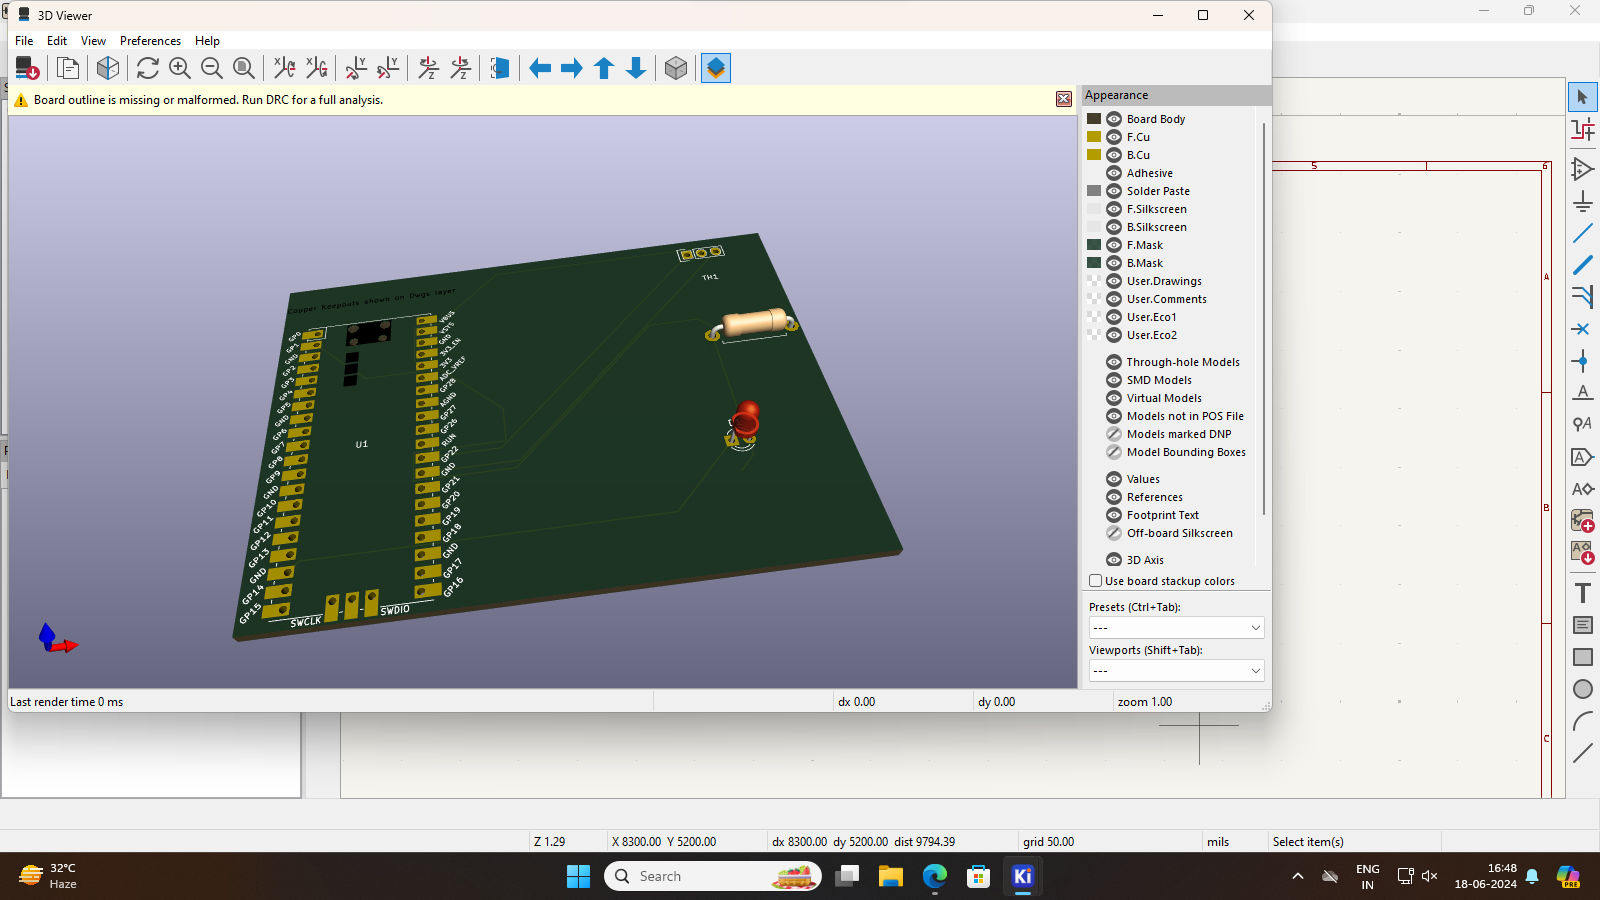 3D Viewer
File Edit View Preferences Help
Board outline is missing or malformed. Run DRC for a full analysis.
Appearance
Board Body
F.Cu
B.Cu
Adhesive
Solder Paste
F.Silkscreen
B.Silkscreen
F.Mask
B.Mask
User.Drawings
User.Comments
User.Eco1
User.Eco2
Through-hole Models
SMD Models
Virtual Models
Models not in POS File
Models marked DNP
Model Bounding Boxes
Values
References
Footprint Text
Off-board Silkscreen
3D Axis
Use board stackup colors
Presets (Ctrl+Tab):
---
Viewports (Shift+Tab):
---
Copper Keepouts shown on Dwgs layer
TH1
U1
GP0
GP1
GND
GP2
GP3
GP4
GP5
GND
GP6
GP7
GP8
GP9
GND
GP10
GP11
GP12
GP13
GND
GP14
GP15
VBUS
VSYS
GND
3V3_EN
3V3
ADC_VREF
GP28
AGND
GP27
GP26
RUN
GP22
GND
GP21
GP20
GP19
GP18
GND
GP17
GP16
SWCLK
SWDIO
Last render time 0 ms
dx 0.00
dy 0.00
zoom 1.00
5
6
A
B
C
Z 1.29
X 8300.00 Y 5200.00
dx 8300.00 dy 5200.00 dist 9794.39
grid 50.00
mils
Select item(s)
32°C
Haze
Search
Ki
ENG
IN
16:48
18-06-2024
PRE